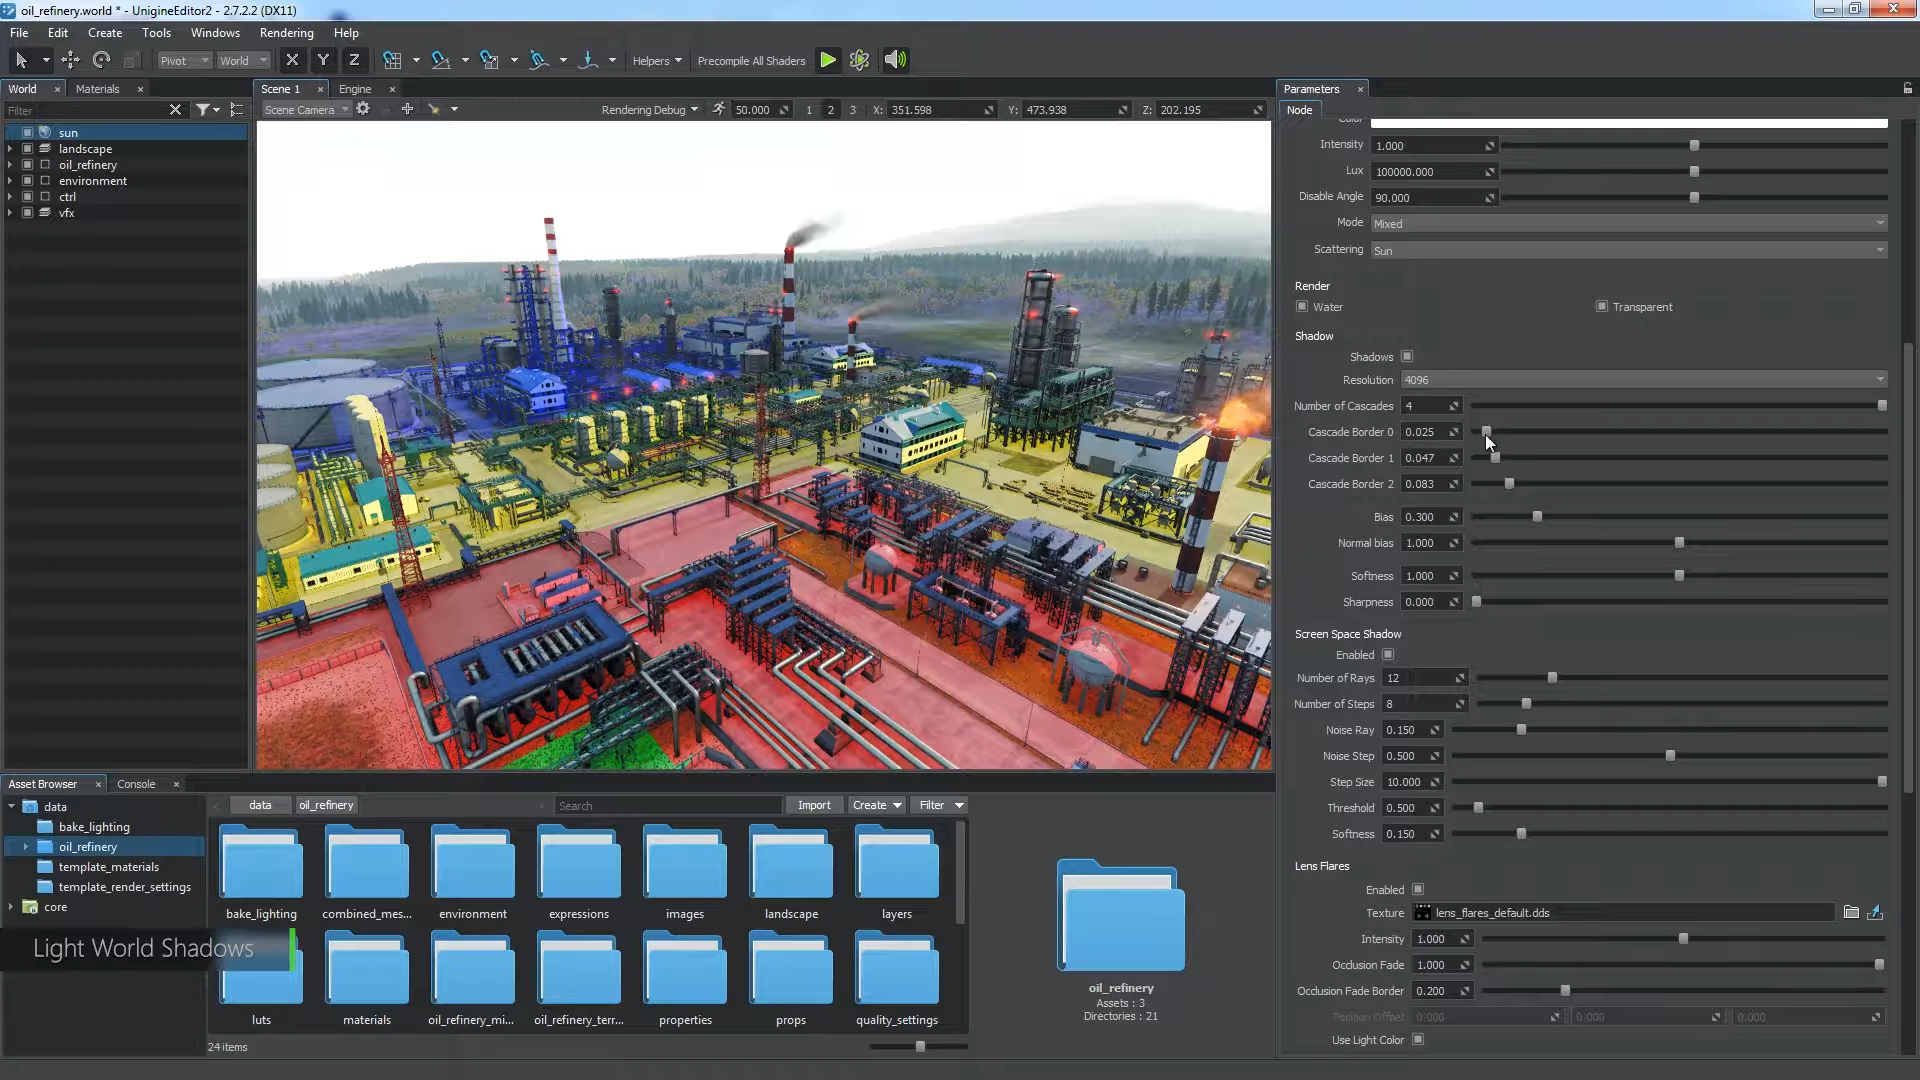 oil_refinery.world * - UnigineEditor2 - 2.7.2.2 (DX11)
File Edit Create Tools Windows Rendering Help
Pivot World X Y Z Helpers Precompile All Shaders
World Materials
Filter
sun
landscape
oil_refinery
environment
ctrl
vfx
Scene 1 Engine
Scene Camera Rendering Debug 50.000 1 2 3 X: 351.598 Y: 473.938 Z: 202.195
Parameters
Node
Color
Intensity 1.000
Lux 100000.000
Disable Angle 90.000
Mode Mixed
Scattering Sun
Render
Water Transparent
Shadow
Shadows
Resolution 4096
Number of Cascades 4
Cascade Border 0 0.025
Cascade Border 1 0.047
Cascade Border 2 0.083
Bias 0.300
Normal bias 1.000
Softness 1.000
Sharpness 0.000
Screen Space Shadow
Enabled
Number of Rays 12
Number of Steps 8
Noise Ray 0.150
Noise Step 0.500
Step Size 10.000
Threshold 0.500
Softness 0.150
Lens Flares
Enabled
Texture lens_flares_default.dds
Intensity 1.000
Occlusion Fade 1.000
Occlusion Fade Border 0.200
Position Offset 0.000 0.000 0.000
Use Light Color
Asset Browser Console
data
bake_lighting
oil_refinery
template_materials
template_render_settings
core
Light World Shadows
data oil_refinery Search Import Create Filter
bake_lighting combined_mes... environment expressions images landscape layers
luts materials oil_refinery_mi... oil_refinery_terr... properties props quality_settings
24 items
oil_refinery
Assets : 3
Directories : 21